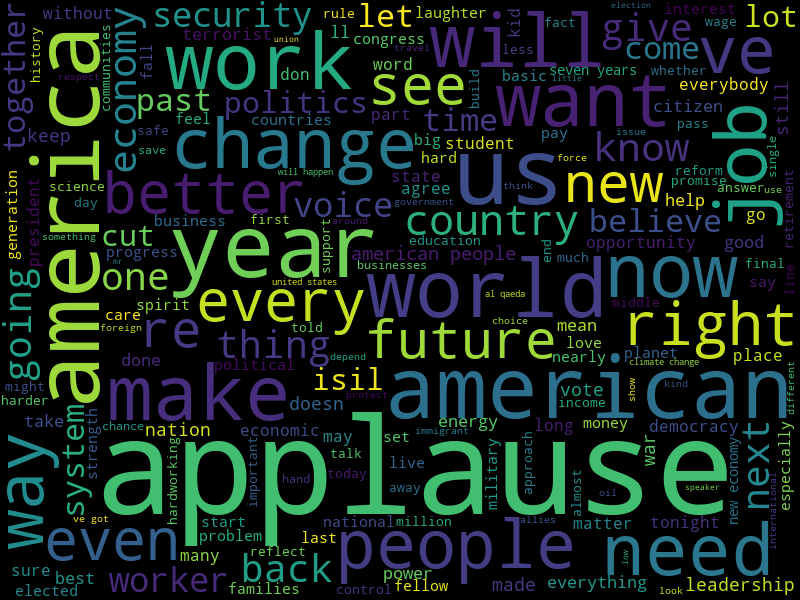 without
security
rule
let
laughter
kid
fact
election
interest
lot
terrorist
ll
congress
wage
union
travel
less
give
come
ve
will
work
together
history
communities
economy
fall
don
word
see
build
basic
seven years
whether
everybody
respect
little
past
feel
want
citizen
still
america
keep
safe
politics
countries
part
time
pay
pass
save
change
big
student
issue
know
job
single
science
hard
force
reform
answer
use
generation
president
day
better
state
agree
us
think
new
promise
help
go
retirement
something
business
voice
first
government
country
believe
cut
year
around
support
education
end
opportunity
good
progress
american people
much
final
line
mr
one
businesses
world
now
say
going
united states
al qaeda
middle
care
spirit
every
foreign
re
told
choice
mean
right
might
thing
future
love
nearly
planet
place
done
depend
climate change
harder
political
isil
doesn
kind
different
take
make
protect
american
vote
income
show
strength
chance
nation
economic
may
set
energy
long
money
democracy
way
system
hardworking
important
talk
immigrant
war
next
especially
applause
live
military
approach
hand
today
away
almost
oil
speaker
new economy
international
ve got
start
national
million
allies
matter
tonight
even
problem
reflect
last
people
need
sure
many
back
low
elected
best
worker
families
control
power
fellow
made
everything
look
leadership
will happen